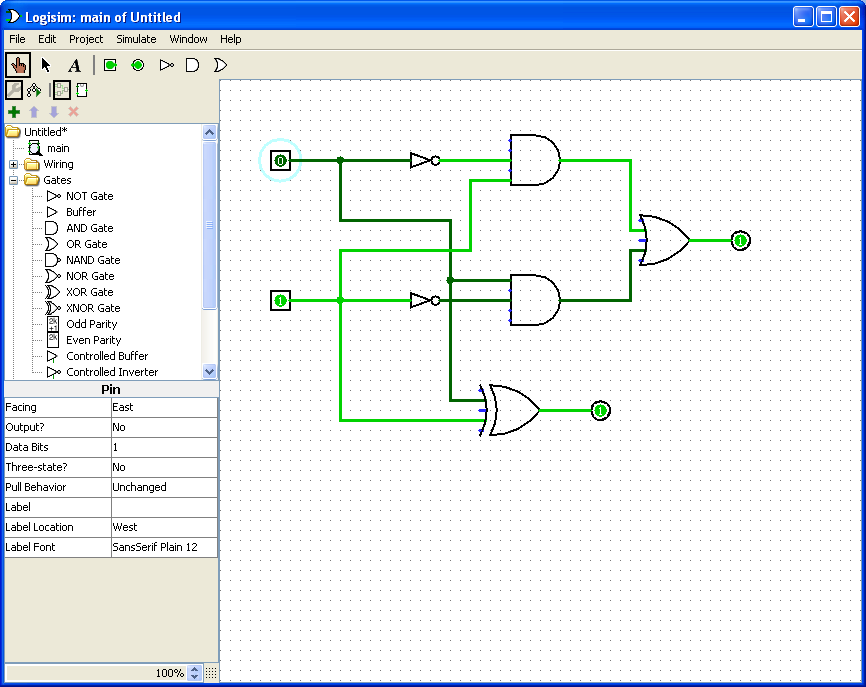 Logisim: main of Untitled
File Edit Project Simulate Window Help
A
Untitled*
main
Wiring
Gates
NOT Gate
Buffer
AND Gate
OR Gate
NAND Gate
NOR Gate
XOR Gate
XNOR Gate
2k +1 Odd Parity
2k Even Parity
Controlled Buffer
Controlled Inverter
Pin
Facing East
Output? No
Data Bits 1
Three-state? No
Pull Behavior Unchanged
Label
Label Location West
Label Font SansSerif Plain 12
100%
0
1
1
1